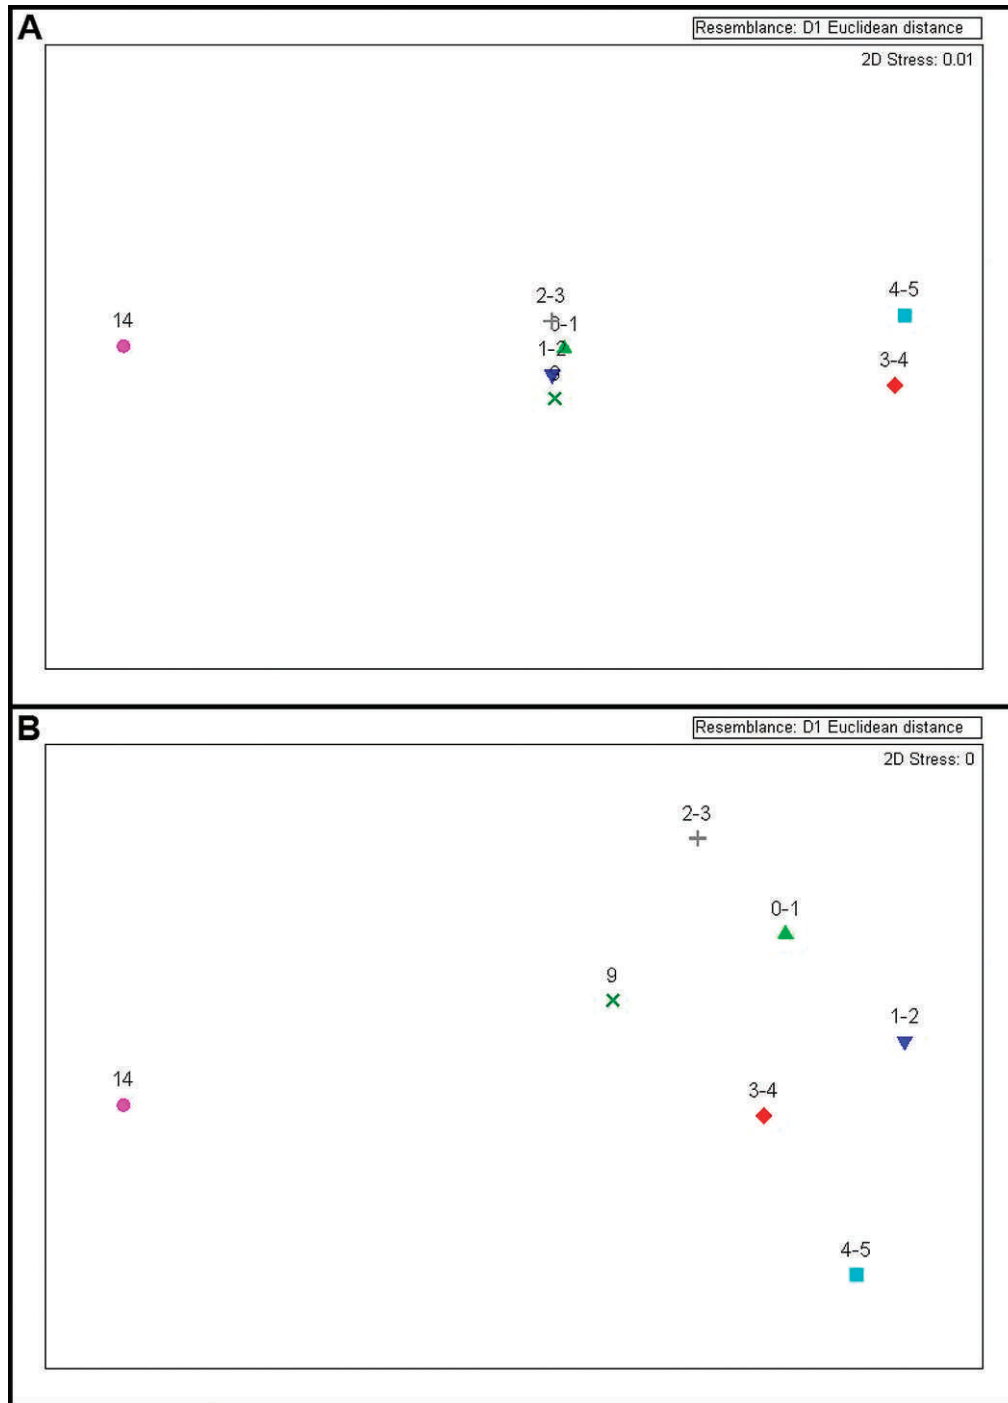 A
Resemblance: D1 Euclidean distance
2D Stress: 0.01
2-3
4-5
14
0-1
1-2
3-4
9
B
Resemblance: D1 Euclidean distance
2D Stress: 0
2-3
0-1
9
1-2
14
3-4
4-5